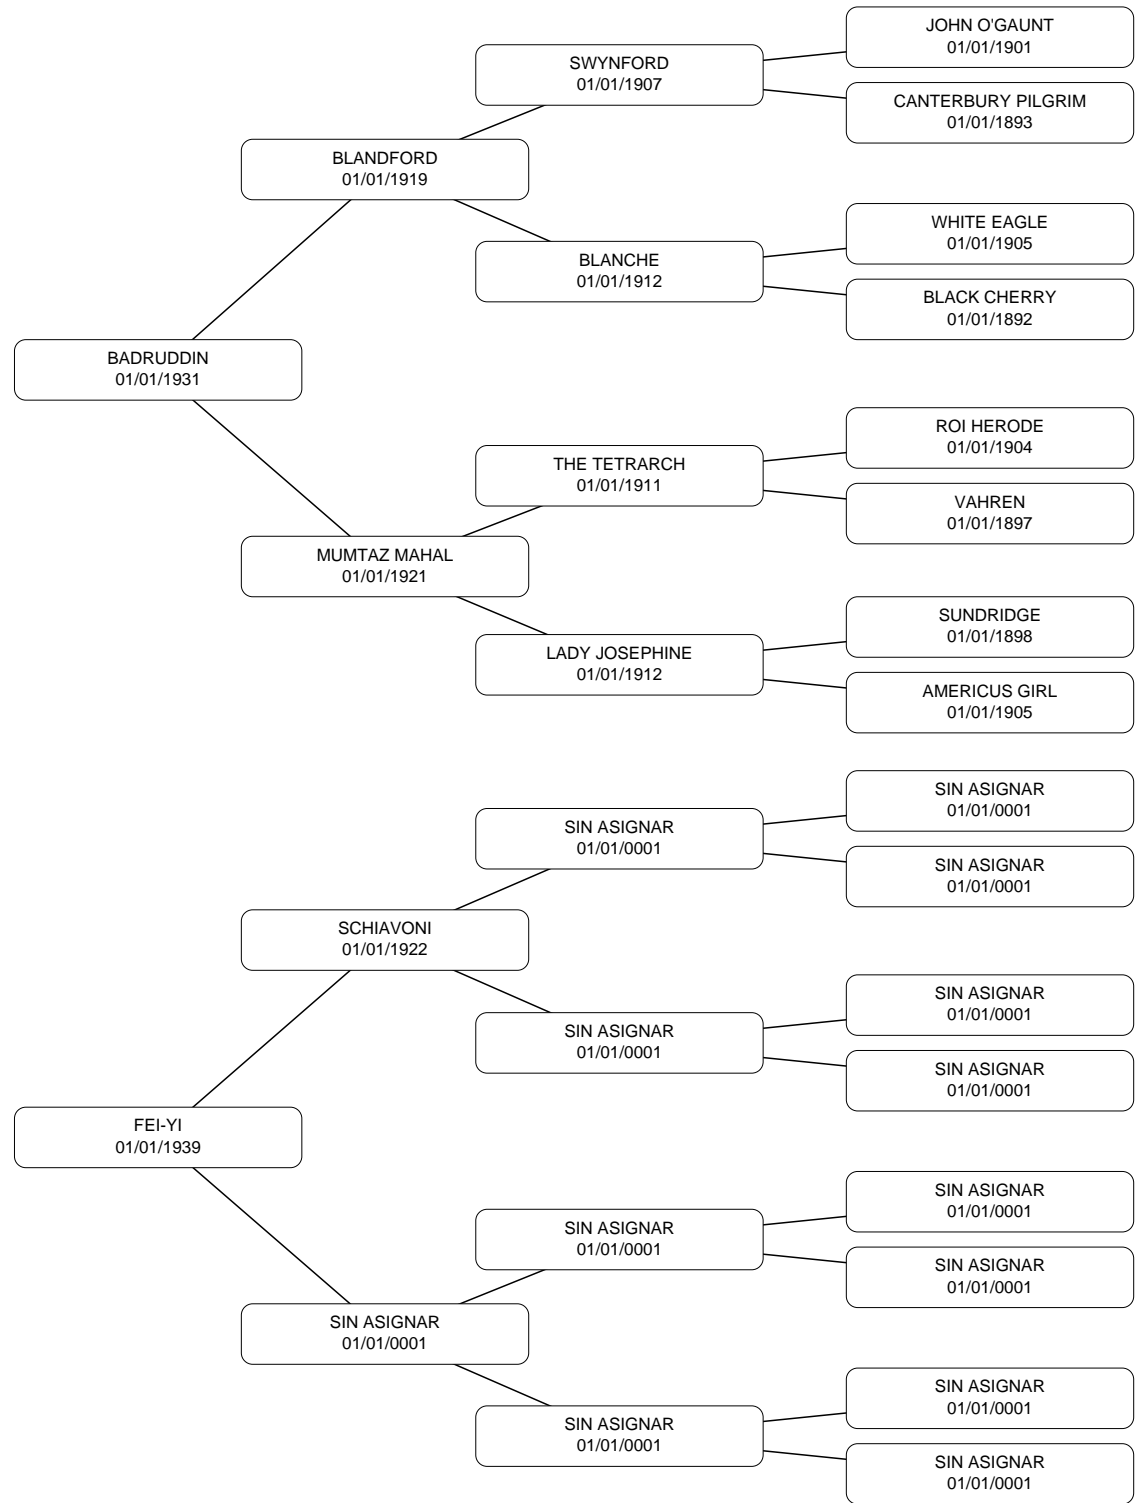 JOHN O'GAUNT
01/01/1901
SWYNFORD
01/01/1907
CANTERBURY PILGRIM
01/01/1893
BLANDFORD
01/01/1919
WHITE EAGLE
01/01/1905
BLANCHE
01/01/1912
BLACK CHERRY
01/01/1892
BADRUDDIN
01/01/1931
ROI HERODE
01/01/1904
THE TETRARCH
01/01/1911
VAHREN
01/01/1897
MUMTAZ MAHAL
01/01/1921
SUNDRIDGE
01/01/1898
LADY JOSEPHINE
01/01/1912
AMERICUS GIRL
01/01/1905
SIN ASIGNAR
01/01/0001
SIN ASIGNAR
01/01/0001
SIN ASIGNAR
01/01/0001
SCHIAVONI
01/01/1922
SIN ASIGNAR
01/01/0001
SIN ASIGNAR
01/01/0001
SIN ASIGNAR
01/01/0001
FEI-YI
01/01/1939
SIN ASIGNAR
01/01/0001
SIN ASIGNAR
01/01/0001
SIN ASIGNAR
01/01/0001
SIN ASIGNAR
01/01/0001
SIN ASIGNAR
01/01/0001
SIN ASIGNAR
01/01/0001
SIN ASIGNAR
01/01/0001